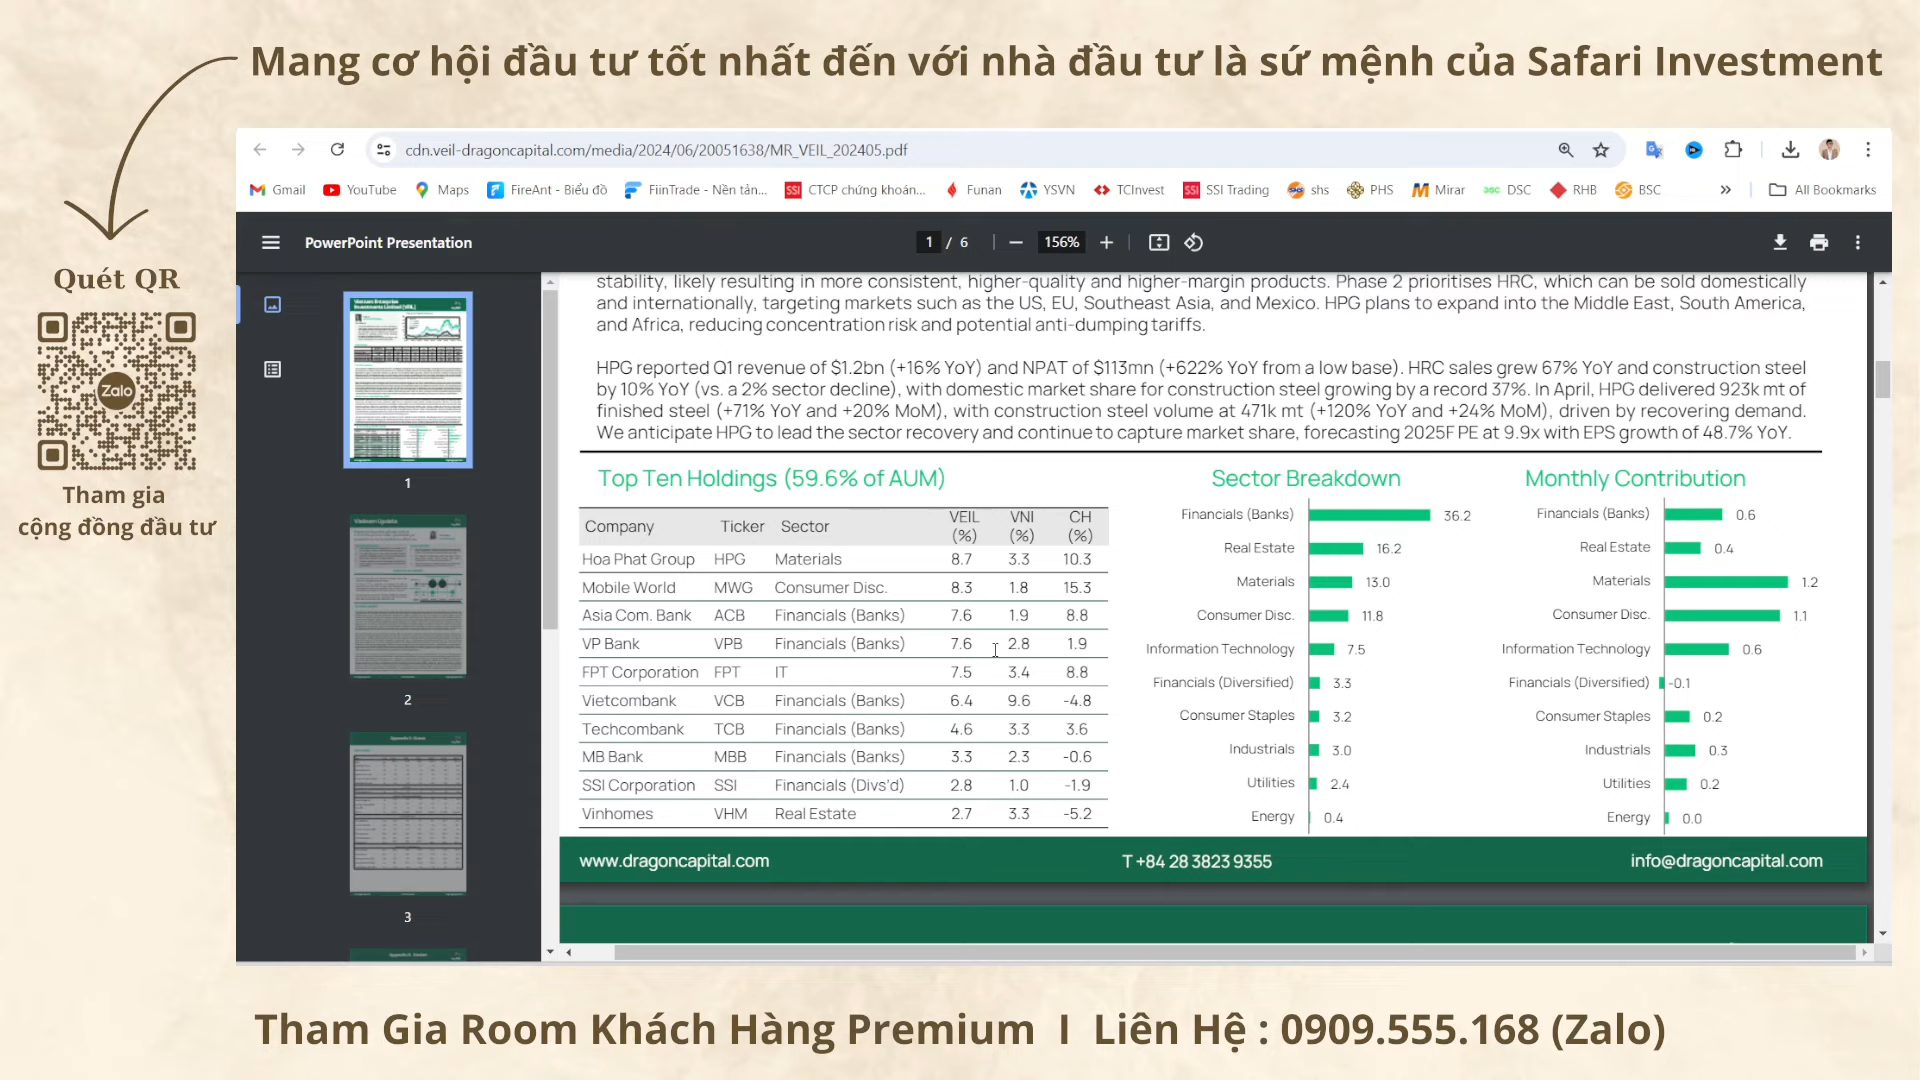 Mang cơ hội đầu tư tốt nhất đến với nhà đầu tư là sứ mệnh của Safari Investment
Quét QR
Zalo
Tham gia
cộng đồng đầu tư
cdn.veil-dragoncapital.com/media/2024/06/20051638/MR_VEIL_202405.pdf
Gmail YouTube Maps FireAnt - Biểu đồ FiinTrade - Nền tản... SSI CTCP chứng khoán... Funan YSVN TCInvest SSI SSI Trading shs PHS Mirar DSC RHB BSC » All Bookmarks
PowerPoint Presentation 1 / 6 — 156% +
1
2
3
stability, likely resulting in more consistent, higher-quality and higher-margin products. Phase 2 prioritises HRC, which can be sold domestically
and internationally, targeting markets such as the US, EU, Southeast Asia, and Mexico. HPG plans to expand into the Middle East, South America,
and Africa, reducing concentration risk and potential anti-dumping tariffs.
HPG reported Q1 revenue of $1.2bn (+16% YoY) and NPAT of $113mn (+622% YoY from a low base). HRC sales grew 67% YoY and construction steel
by 10% YoY (vs. a 2% sector decline), with domestic market share for construction steel growing by a record 37%. In April, HPG delivered 923k mt of
finished steel (+71% YoY and +20% MoM), with construction steel volume at 471k mt (+120% YoY and +24% MoM), driven by recovering demand.
We anticipate HPG to lead the sector recovery and continue to capture market share, forecasting 2025F PE at 9.9x with EPS growth of 48.7% YoY.
Top Ten Holdings (59.6% of AUM)
Company Ticker Sector VEIL (%) VNI (%) CH (%)
Hoa Phat Group HPG Materials 8.7 3.3 10.3
Mobile World MWG Consumer Disc. 8.3 1.8 15.3
Asia Com. Bank ACB Financials (Banks) 7.6 1.9 8.8
VP Bank VPB Financials (Banks) 7.6 2.8 1.9
FPT Corporation FPT IT 7.5 3.4 8.8
Vietcombank VCB Financials (Banks) 6.4 9.6 -4.8
Techcombank TCB Financials (Banks) 4.6 3.3 3.6
MB Bank MBB Financials (Banks) 3.3 2.3 -0.6
SSI Corporation SSI Financials (Divs'd) 2.8 1.0 -1.9
Vinhomes VHM Real Estate 2.7 3.3 -5.2
Sector Breakdown
Financials (Banks) 36.2
Real Estate 16.2
Materials 13.0
Consumer Disc. 11.8
Information Technology 7.5
Financials (Diversified) 3.3
Consumer Staples 3.2
Industrials 3.0
Utilities 2.4
Energy 0.4
Monthly Contribution
Financials (Banks) 0.6
Real Estate 0.4
Materials 1.2
Consumer Disc. 1.1
Information Technology 0.6
Financials (Diversified) -0.1
Consumer Staples 0.2
Industrials 0.3
Utilities 0.2
Energy 0.0
www.dragoncapital.com T +84 28 3823 9355 info@dragoncapital.com
Tham Gia Room Khách Hàng Premium I Liên Hệ : 0909.555.168 (Zalo)